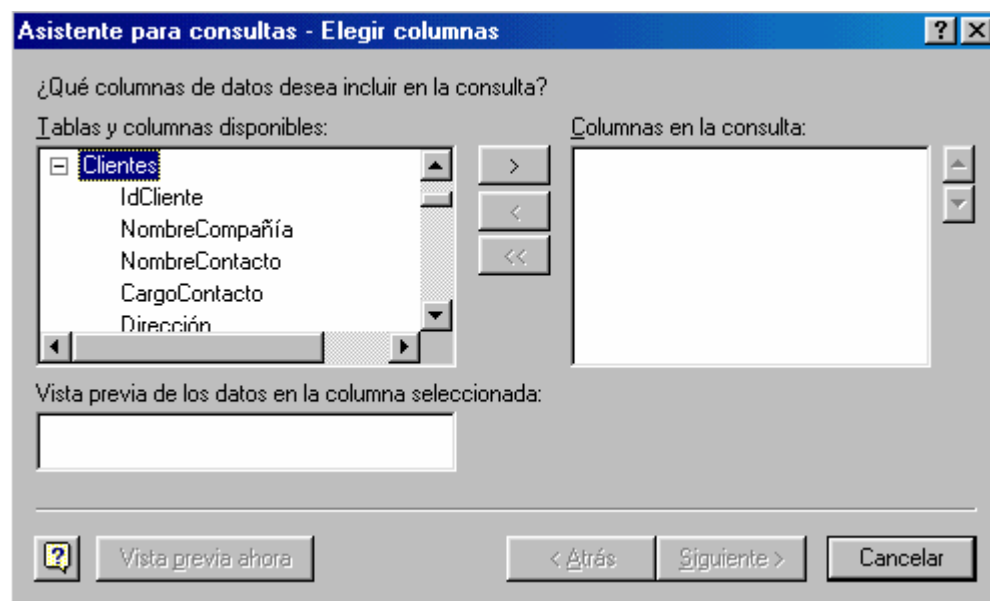 Asistente para consultas - Elegir columnas
¿Qué columnas de datos desea incluir en la consulta?
Tablas y columnas disponibles:
Columnas en la consulta:
Clientes
IdCliente
NombreCompañía
NombreContacto
CargoContacto
Dirección
>
<
<<
Vista previa de los datos en la columna seleccionada:
Vista previa ahora
< Atrás
Siguiente >
Cancelar